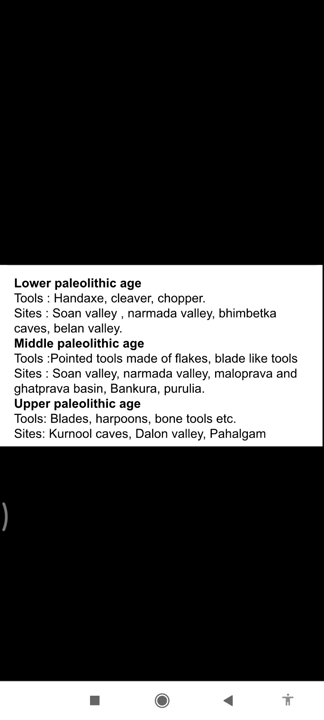 Lower paleolithic age
Tools : Handaxe, cleaver, chopper.
Sites : Soan valley , narmada valley, bhimbetka
caves, belan valley.
Middle paleolithic age
Tools :Pointed tools made of flakes, blade like tools
Sites : Soan valley, narmada valley, maloprava and
ghatprava basin, Bankura, purulia.
Upper paleolithic age
Tools: Blades, harpoons, bone tools etc.
Sites: Kurnool caves, Dalon valley, Pahalgam